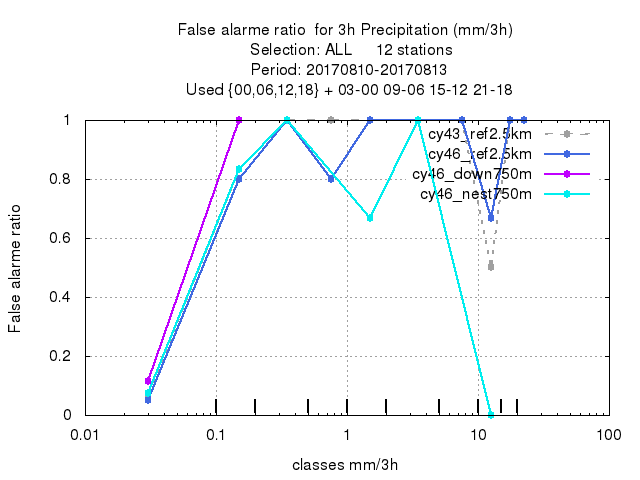 False alarme ratio  for 3h Precipitation (mm/3h)
Selection: ALL     12 stations
Period: 20170810-20170813
Used {00,06,12,18} + 03-00 09-06 15-12 21-18
1
0.8
0.6
0.4
0.2
0
False alarme ratio
cy43_ref2.5km
cy46_ref2.5km
cy46_down750m
cy46_nest750m
0.01 0.1 1 10 100
classes mm/3h